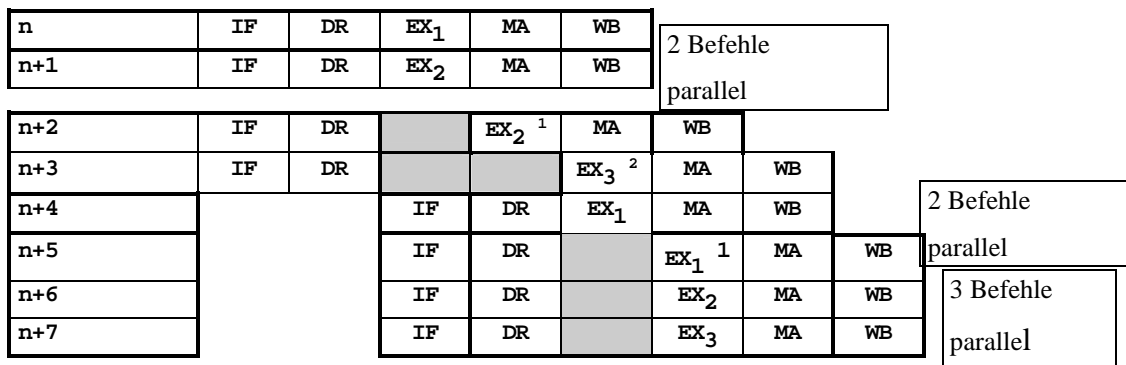 n IF DR EX1 MA WB
n+1 IF DR EX2 MA WB
2 Befehle
parallel
n+2 IF DR EX2 1 MA WB
n+3 IF DR EX3 2 MA WB
n+4 IF DR EX1 MA WB
2 Befehle
parallel
n+5 IF DR EX1 1 MA WB
n+6 IF DR EX2 MA WB
n+7 IF DR EX3 MA WB
3 Befehle
parallel